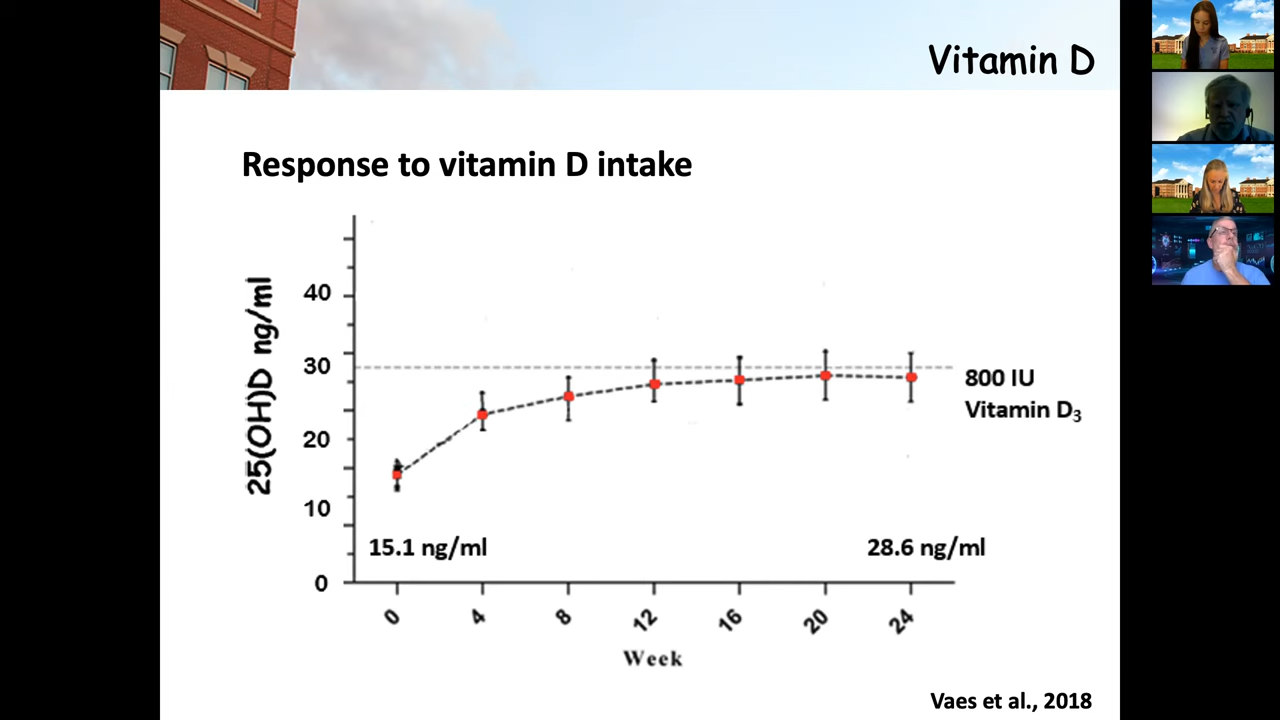 Vitamin D
Response to vitamin D intake
25(OH)D ng/ml
40
30
20
10
0
800 IU
Vitamin D₃
15.1 ng/ml
28.6 ng/ml
0
4
8
12
16
20
24
Week
Vaes et al., 2018